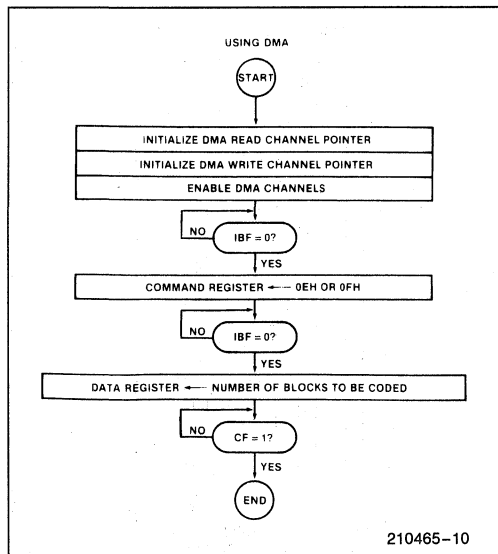 USING DMA
START
INITIALIZE DMA READ CHANNEL POINTER
INITIALIZE DMA WRITE CHANNEL POINTER
ENABLE DMA CHANNELS
NO
IBF = 0?
YES
COMMAND REGISTER ← 0EH OR 0FH
NO
IBF = 0?
YES
DATA REGISTER ← NUMBER OF BLOCKS TO BE CODED
NO
CF = 1?
YES
END
210465–10